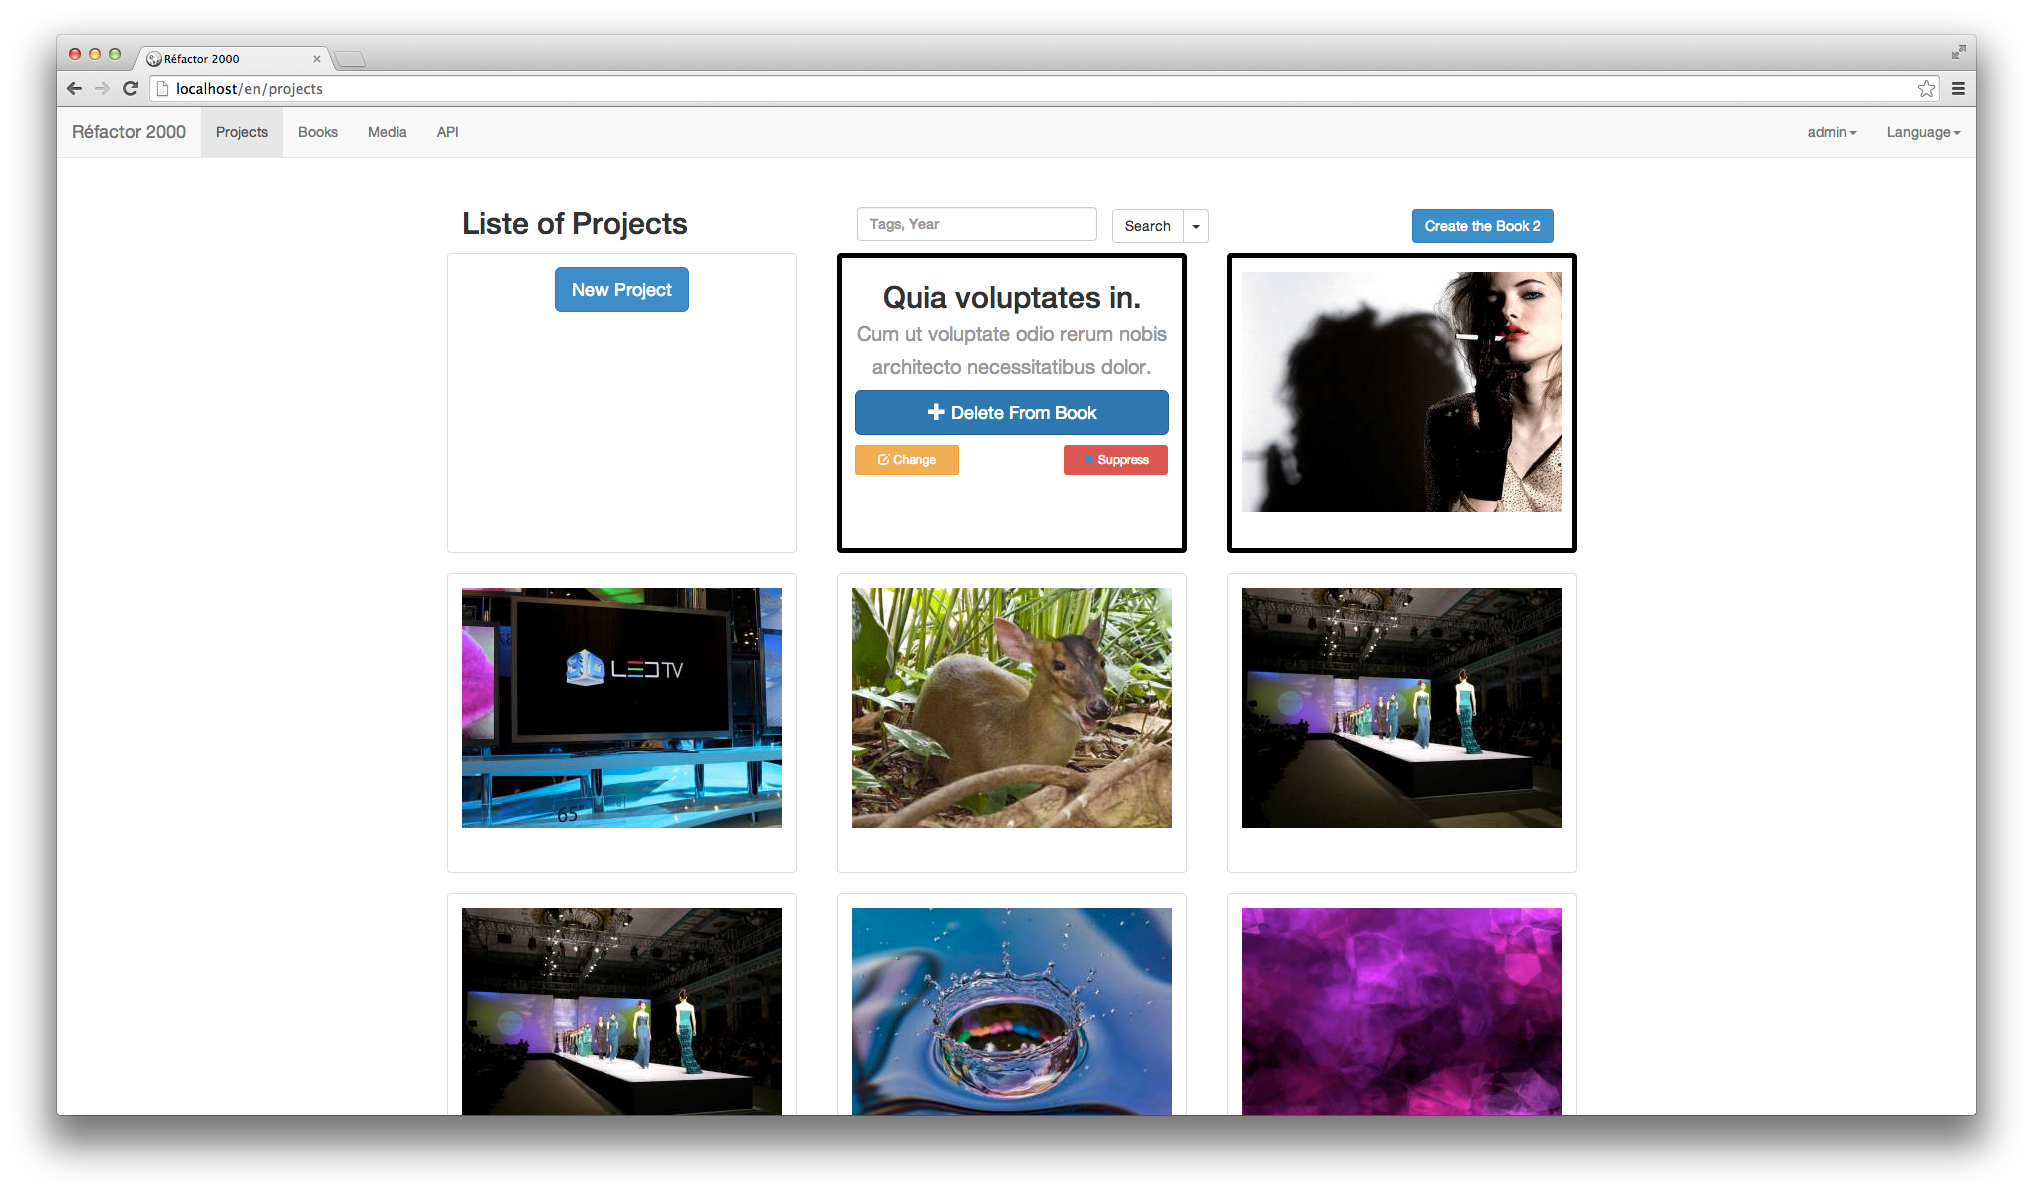 Réfactor 2000
localhost/en/projects
Réfactor 2000 Projects Books Media API admin Language
Liste of Projects Tags, Year Search Create the Book 2
New Project
Quia voluptates in.
Cum ut voluptate odio rerum nobis
architecto necessitatibus dolor.
Delete From Book
Change Suppress
LED TV
65"